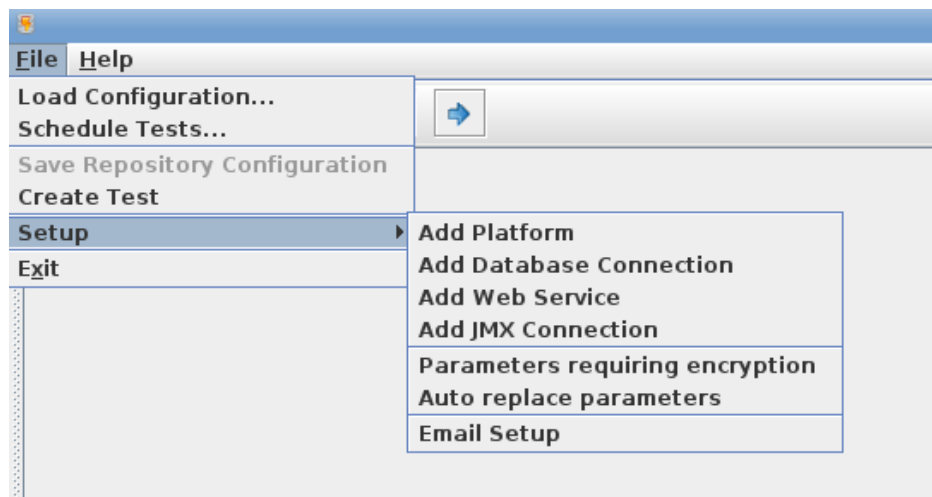 File Help
Load Configuration...
Schedule Tests...
Save Repository Configuration
Create Test
Setup
Exit
Add Platform
Add Database Connection
Add Web Service
Add JMX Connection
Parameters requiring encryption
Auto replace parameters
Email Setup